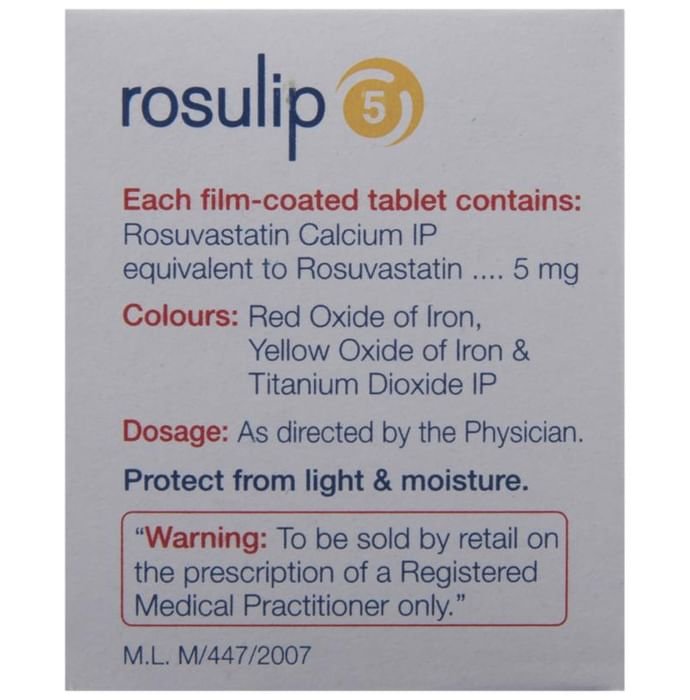 rosulip 5
Each film-coated tablet contains:
Rosuvastatin Calcium IP
equivalent to Rosuvastatin .... 5 mg
Colours: Red Oxide of Iron,
Yellow Oxide of Iron &
Titanium Dioxide IP
Dosage: As directed by the Physician.
Protect from light & moisture.
“Warning: To be sold by retail on
the prescription of a Registered
Medical Practitioner only.”
M.L. M/447/2007